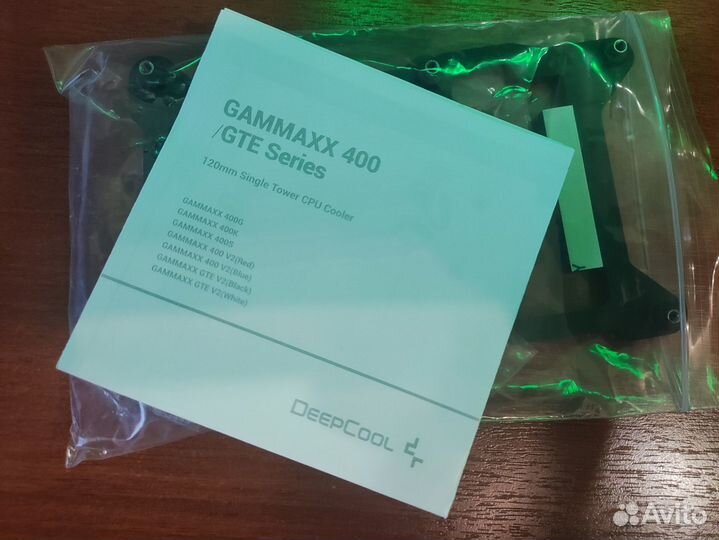 GAMMAXX 400
/GTE Series
120mm Single Tower CPU Cooler
GAMMAXX 400G
GAMMAXX 400K
GAMMAXX 400S
GAMMAXX 400 V2(Red)
GAMMAXX 400 V2(Blue)
GAMMAXX GTE V2(Black)
GAMMAXX GTE V2(White)
DEEPCOOL
Avito